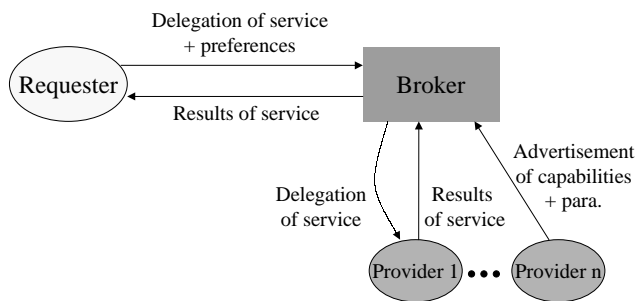 Delegation of service
+ preferences
Requester
Broker
Results of service
Advertisement
of capabilities
+ para.
Delegation
of service
Results
of service
Provider 1
Provider n